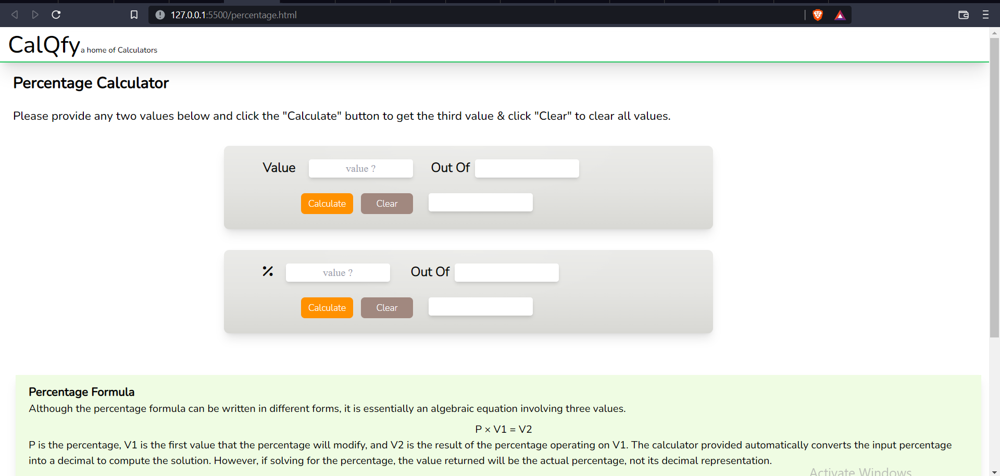 127.0.0.1:5500/percentage.html
CalQfy a home of Calculators
Percentage Calculator
Please provide any two values below and click the "Calculate" button to get the third value & click "Clear" to clear all values.
Value value ? Out Of
Calculate Clear
% value ? Out Of
Calculate Clear
Percentage Formula
Although the percentage formula can be written in different forms, it is essentially an algebraic equation involving three values.
P × V1 = V2
P is the percentage, V1 is the first value that the percentage will modify, and V2 is the result of the percentage operating on V1. The calculator provided automatically converts the input percentage
into a decimal to compute the solution. However, if solving for the percentage, the value returned will be the actual percentage, not its decimal representation.
Activate Windows